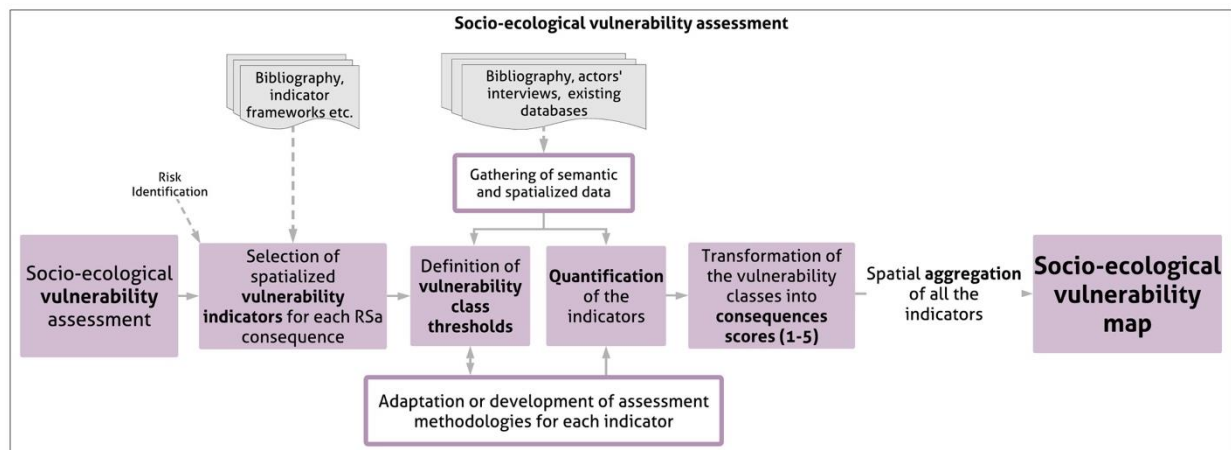 Socio-ecological vulnerability assessment
Bibliography,
indicator
frameworks etc.
Bibliography, actors'
interviews, existing
databases
Risk
Identification
Gathering of semantic
and spatialized data
Socio-ecological
vulnerability
assessment
Selection of
spatialized
vulnerability
indicators for each RSa
consequence
Definition of
vulnerability
class
thresholds
Quantification
of the
indicators
Transformation of
the vulnerability
classes into
consequences
scores (1-5)
Spatial aggregation
of all the
indicators
Socio-ecological
vulnerability
map
Adaptation or development of assessment
methodologies for each indicator